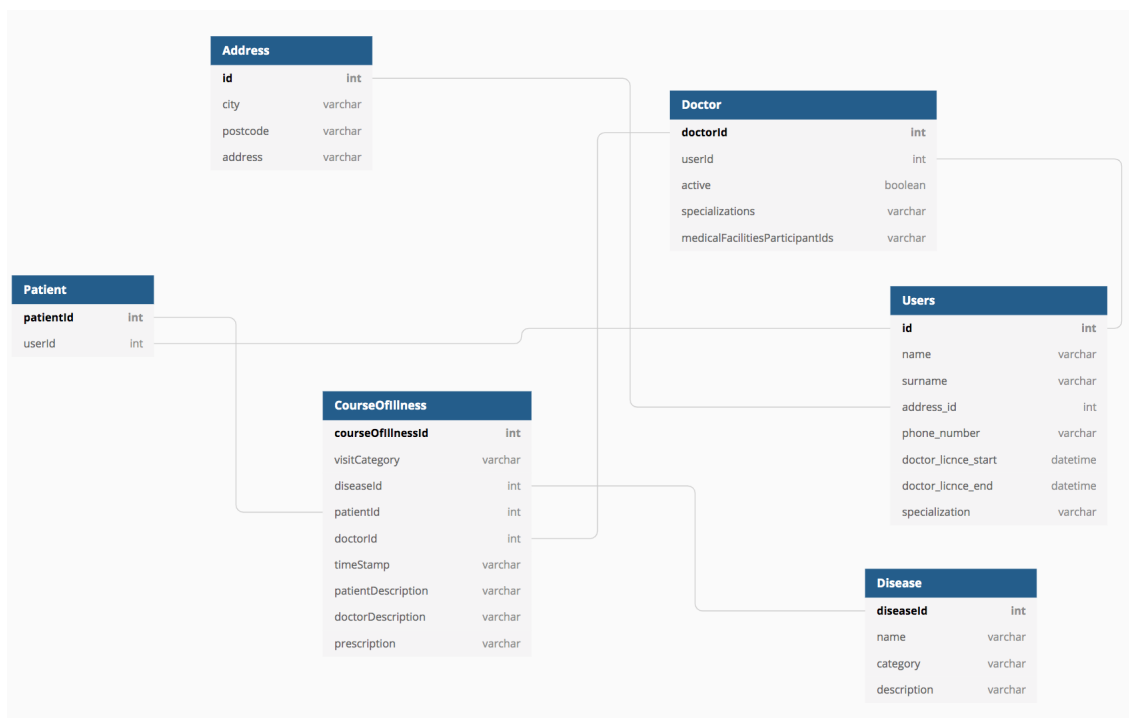 Address
id int
city varchar
postcode varchar
address varchar
Doctor
doctorId int
userId int
active boolean
specializations varchar
medicalFacilitiesParticipantIds varchar
Patient
patientId int
userId int
Users
id int
name varchar
surname varchar
address_id int
phone_number varchar
doctor_licnce_start datetime
doctor_licnce_end datetime
specialization varchar
CourseOfIllness
courseOfIllnessId int
visitCategory varchar
diseaseId int
patientId int
doctorId int
timeStamp varchar
patientDescription varchar
doctorDescription varchar
prescription varchar
Disease
diseaseId int
name varchar
category varchar
description varchar